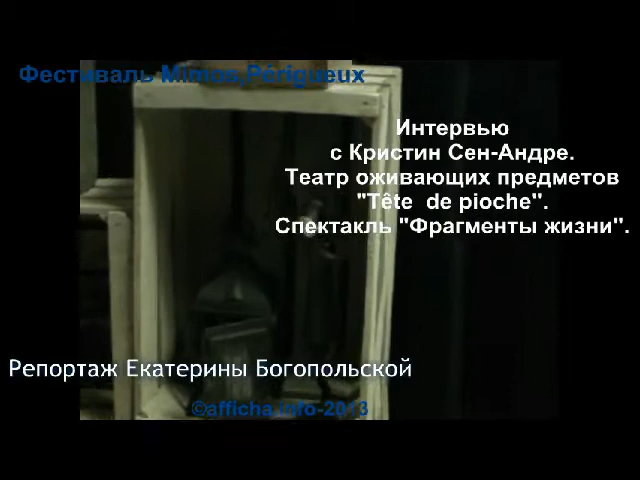 Фестиваль Mimos,Périgueux
Интервью
с Кристин Сен-Андре.
Театр оживающих предметов
"Tête de pioche".
Спектакль "Фрагменты жизни".
Репортаж Екатерины Богопольской
©afficha.info-2013